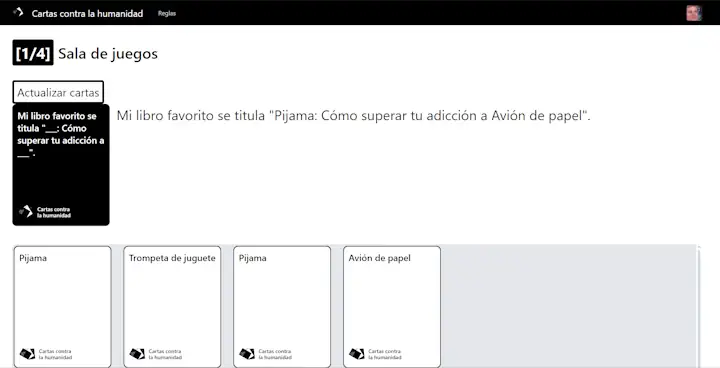 Cartas contra la humanidad
Reglas
[1/4] Sala de juegos
Actualizar cartas
Mi libro favorito se
titula "___: Cómo
superar tu adicción a
___".
Cartas contra
la humanidad
Mi libro favorito se titula "Pijama: Cómo superar tu adicción a Avión de papel".
Pijama
Cartas contra
la humanidad
Trompeta de juguete
Cartas contra
la humanidad
Pijama
Cartas contra
la humanidad
Avión de papel
Cartas contra
la humanidad